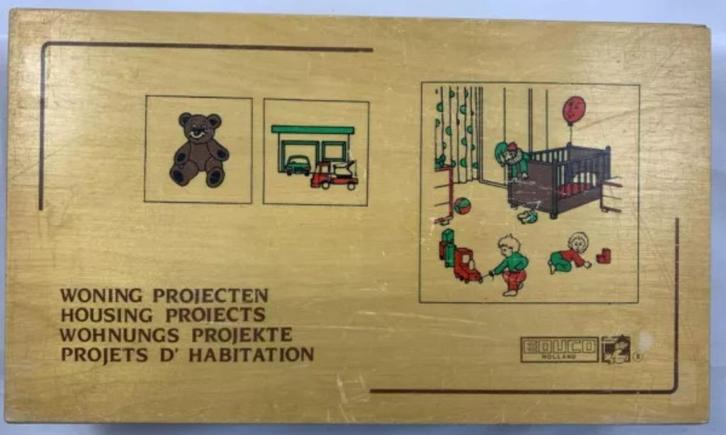 WONING PROJECTEN
HOUSING PROJECTS
WOHNUNGS PROJEKTE
PROJETS D' HABITATION
EDUCO
HOLLAND